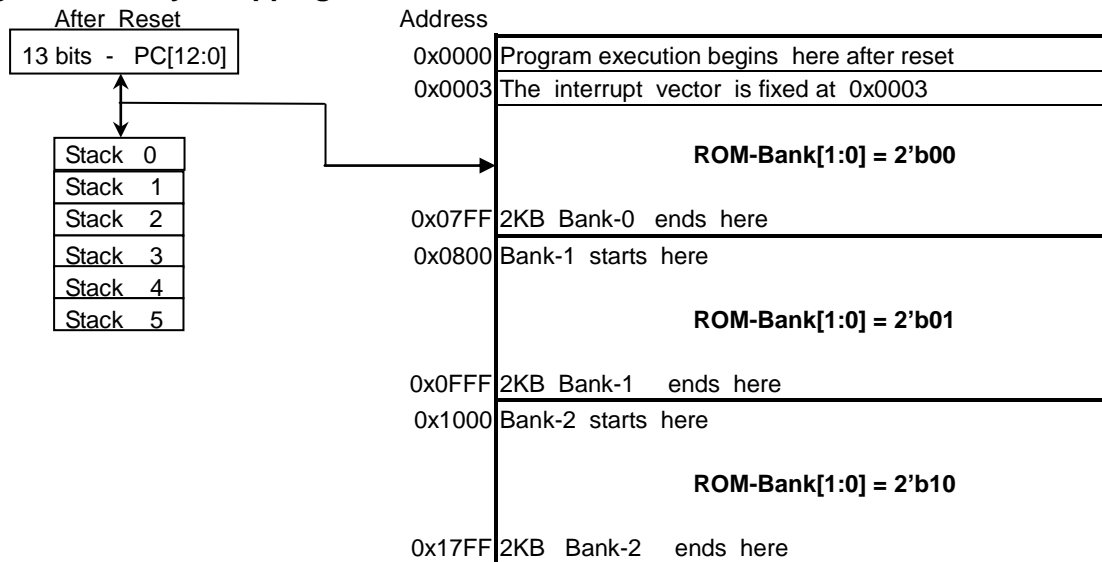 After Reset
13 bits - PC[12:0]
Stack 0
Stack 1
Stack 2
Stack 3
Stack 4
Stack 5
Address
0x0000 Program execution begins here after reset
0x0003 The interrupt vector is fixed at 0x0003
ROM-Bank[1:0] = 2’b00
0x07FF 2KB Bank-0 ends here
0x0800 Bank-1 starts here
ROM-Bank[1:0] = 2’b01
0x0FFF 2KB Bank-1 ends here
0x1000 Bank-2 starts here
ROM-Bank[1:0] = 2’b10
0x17FF 2KB Bank-2 ends here